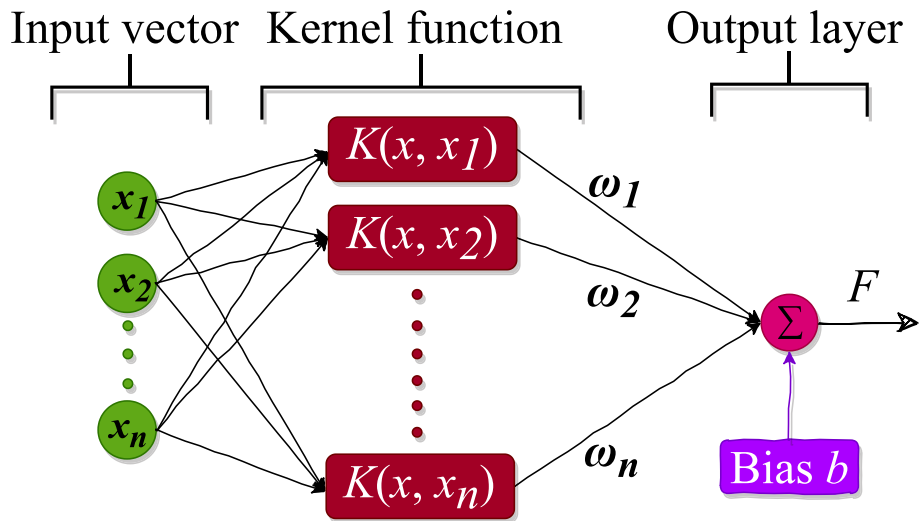 Input vector
Kernel function
Output layer
x1
x2
xn
K(x, x1)
K(x, x2)
K(x, xn)
ω1
ω2
ωn
Σ
F
Bias b